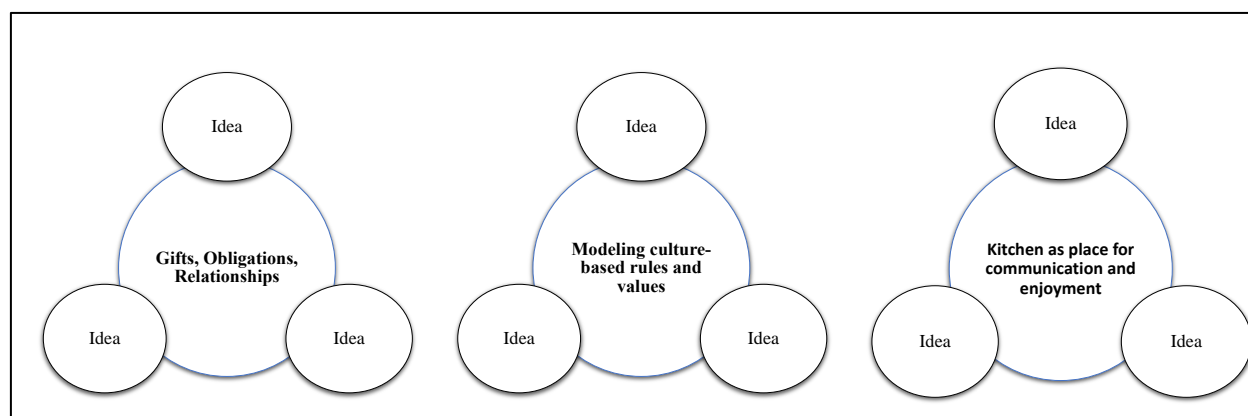 Idea
Idea
Idea
Gifts, Obligations,
Relationships
Modeling culture-
based rules and
values
Kitchen as place for
communication and
enjoyment
Idea
Idea
Idea
Idea
Idea
Idea